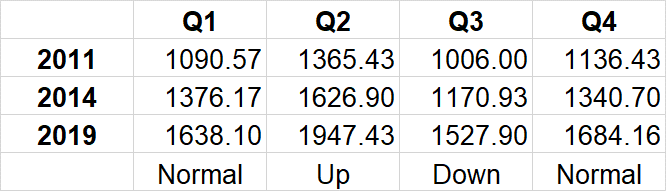 Q1 Q2 Q3 Q4
2011 1090.57 1365.43 1006.00 1136.43
2014 1376.17 1626.90 1170.93 1340.70
2019 1638.10 1947.43 1527.90 1684.16
Normal Up Down Normal